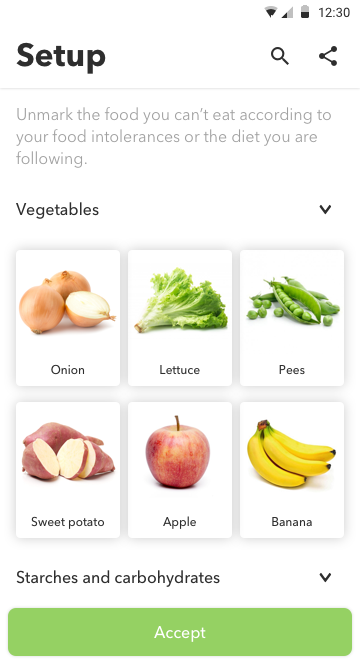 12:30
Setup
Unmark the food you can't eat according to
your food intolerances or the diet you are
following.
Vegetables
Onion
Lettuce
Pees
Sweet potato
Apple
Banana
Starches and carbohydrates
Accept